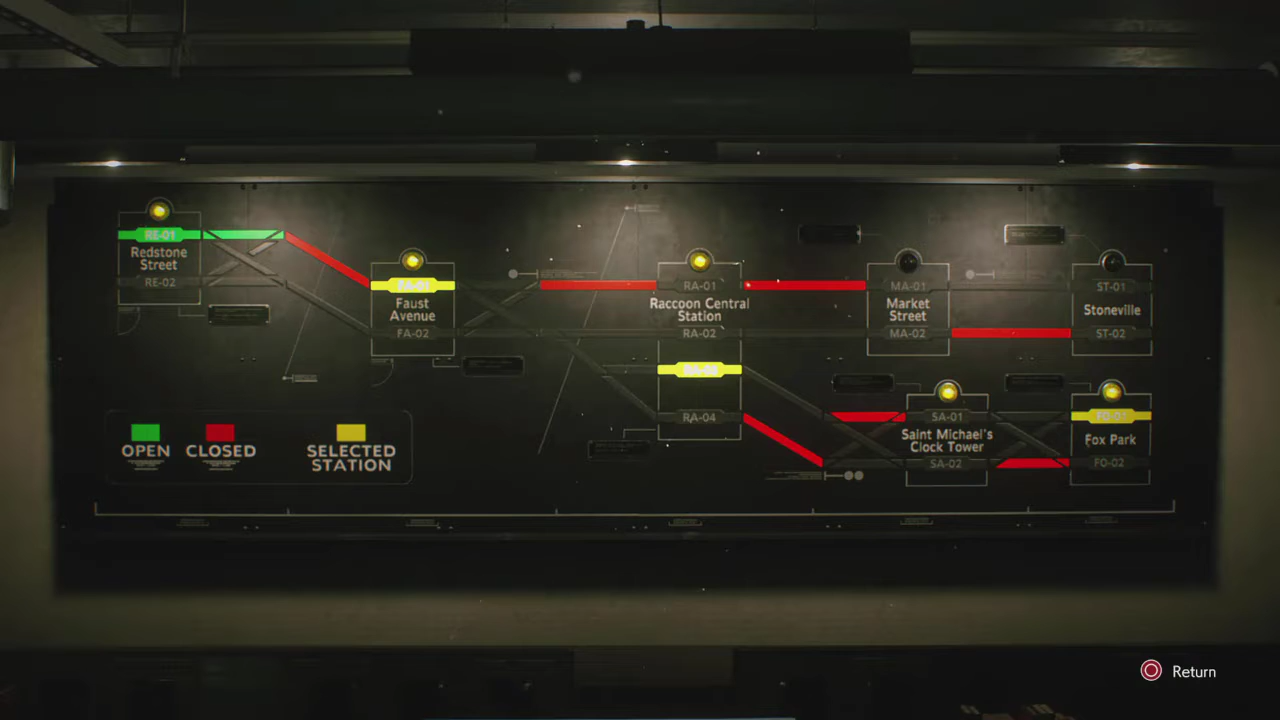 RE-01
Redstone
Street
RE-02
FA-01
Faust
Avenue
FA-02
RA-01
Raccoon Central
Station
RA-02
RA-03
RA-04
MA-01
Market
Street
MA-02
ST-01
Stoneville
ST-02
SA-01
Saint Michael's
Clock Tower
SA-02
FO-01
Fox Park
FO-02
OPEN
CLOSED
SELECTED
STATION
Return